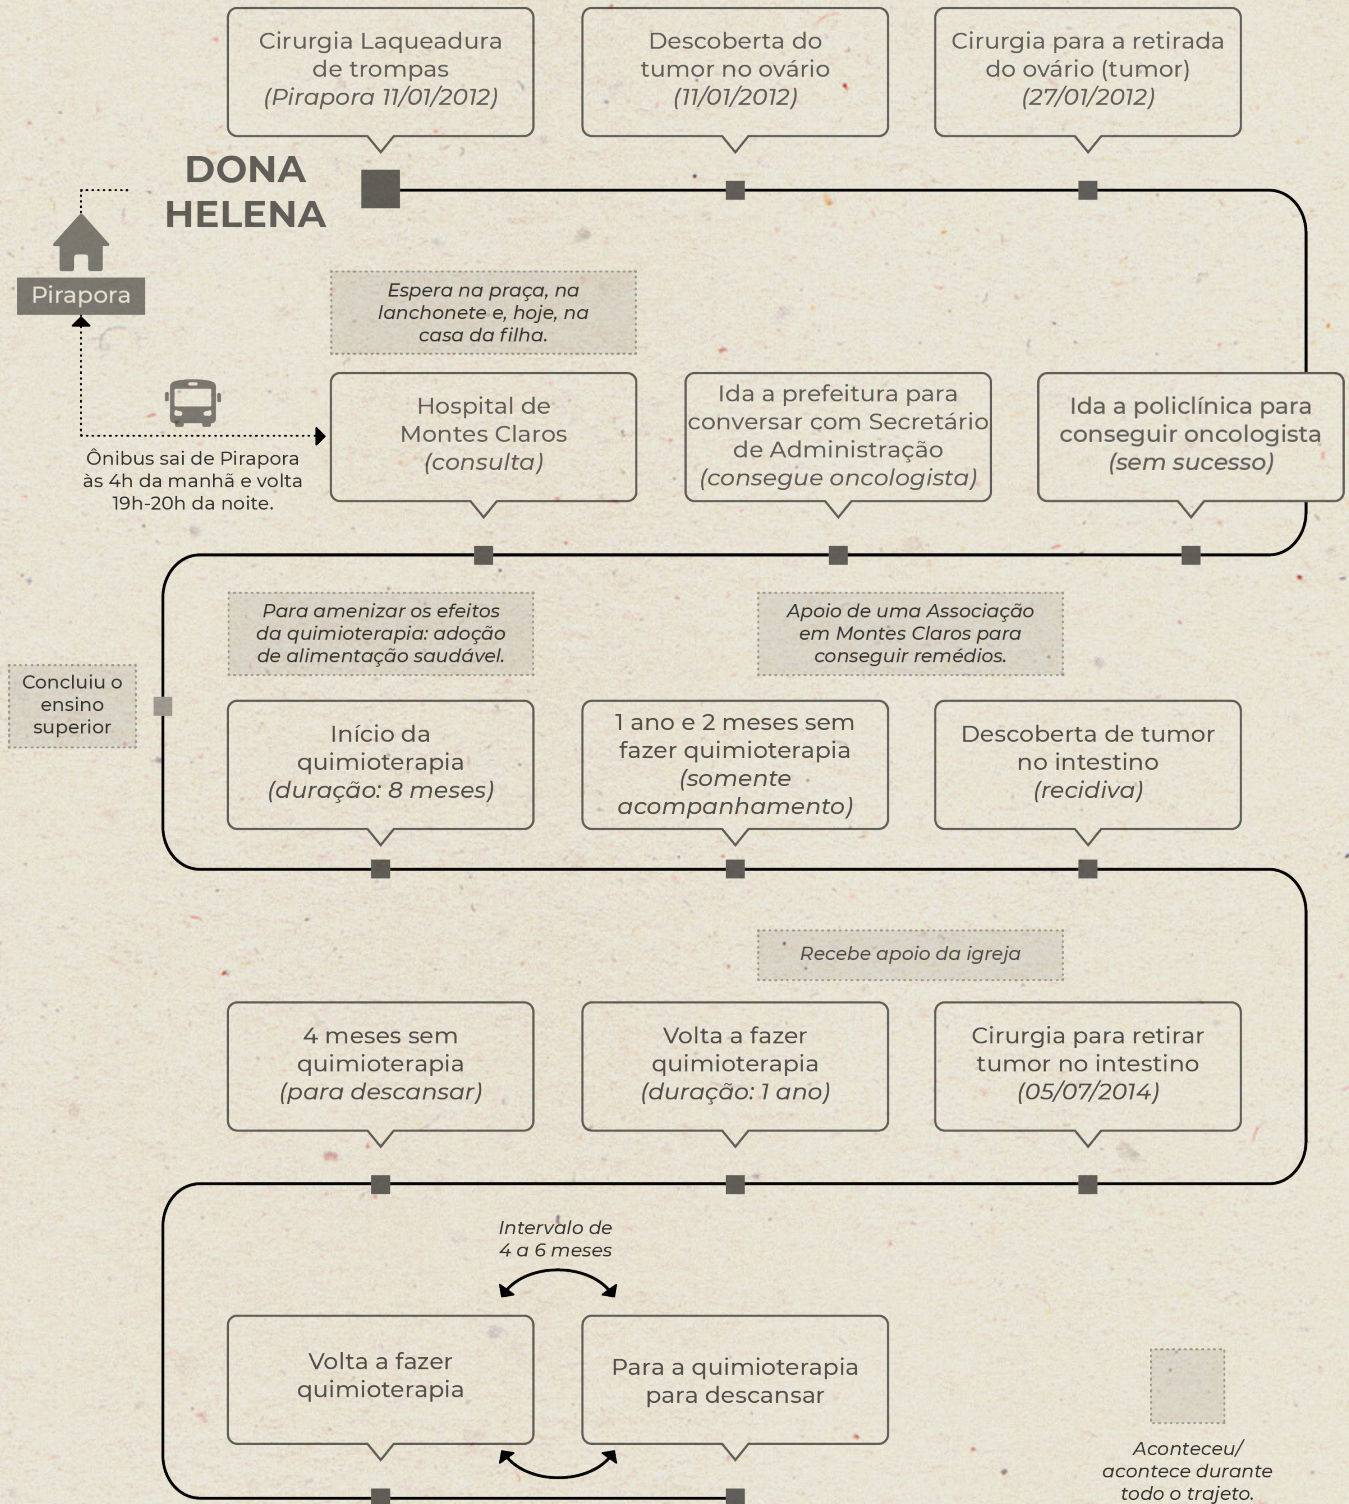 Cirurgia Laqueadura
de trompas
(Pirapora 11/01/2012)
Descoberta do
tumor no ovário
(11/01/2012)
Cirurgia para a retirada
do ovário (tumor)
(27/01/2012)
DONA
HELENA
Pirapora
Espera na praça, na
lanchonete e, hoje, na
casa da filha.
Ônibus sai de Pirapora
às 4h da manhã e volta
19h-20h da noite.
Hospital de
Montes Claros
(consulta)
Ida a prefeitura para
conversar com Secretário
de Administração
(consegue oncologista)
Ida a policlínica para
conseguir oncologista
(sem sucesso)
Para amenizar os efeitos
da quimioterapia: adoção
de alimentação saudável.
Apoio de uma Associação
em Montes Claros para
conseguir remédios.
Concluiu o
ensino
superior
Início da
quimioterapia
(duração: 8 meses)
1 ano e 2 meses sem
fazer quimioterapia
(somente
acompanhamento)
Descoberta de tumor
no intestino
(recidiva)
Recebe apoio da igreja
4 meses sem
quimioterapia
(para descansar)
Volta a fazer
quimioterapia
(duração: 1 ano)
Cirurgia para retirar
tumor no intestino
(05/07/2014)
Intervalo de
4 a 6 meses
Volta a fazer
quimioterapia
Para a quimioterapia
para descansar
Aconteceu/
acontece durante
todo o trajeto.